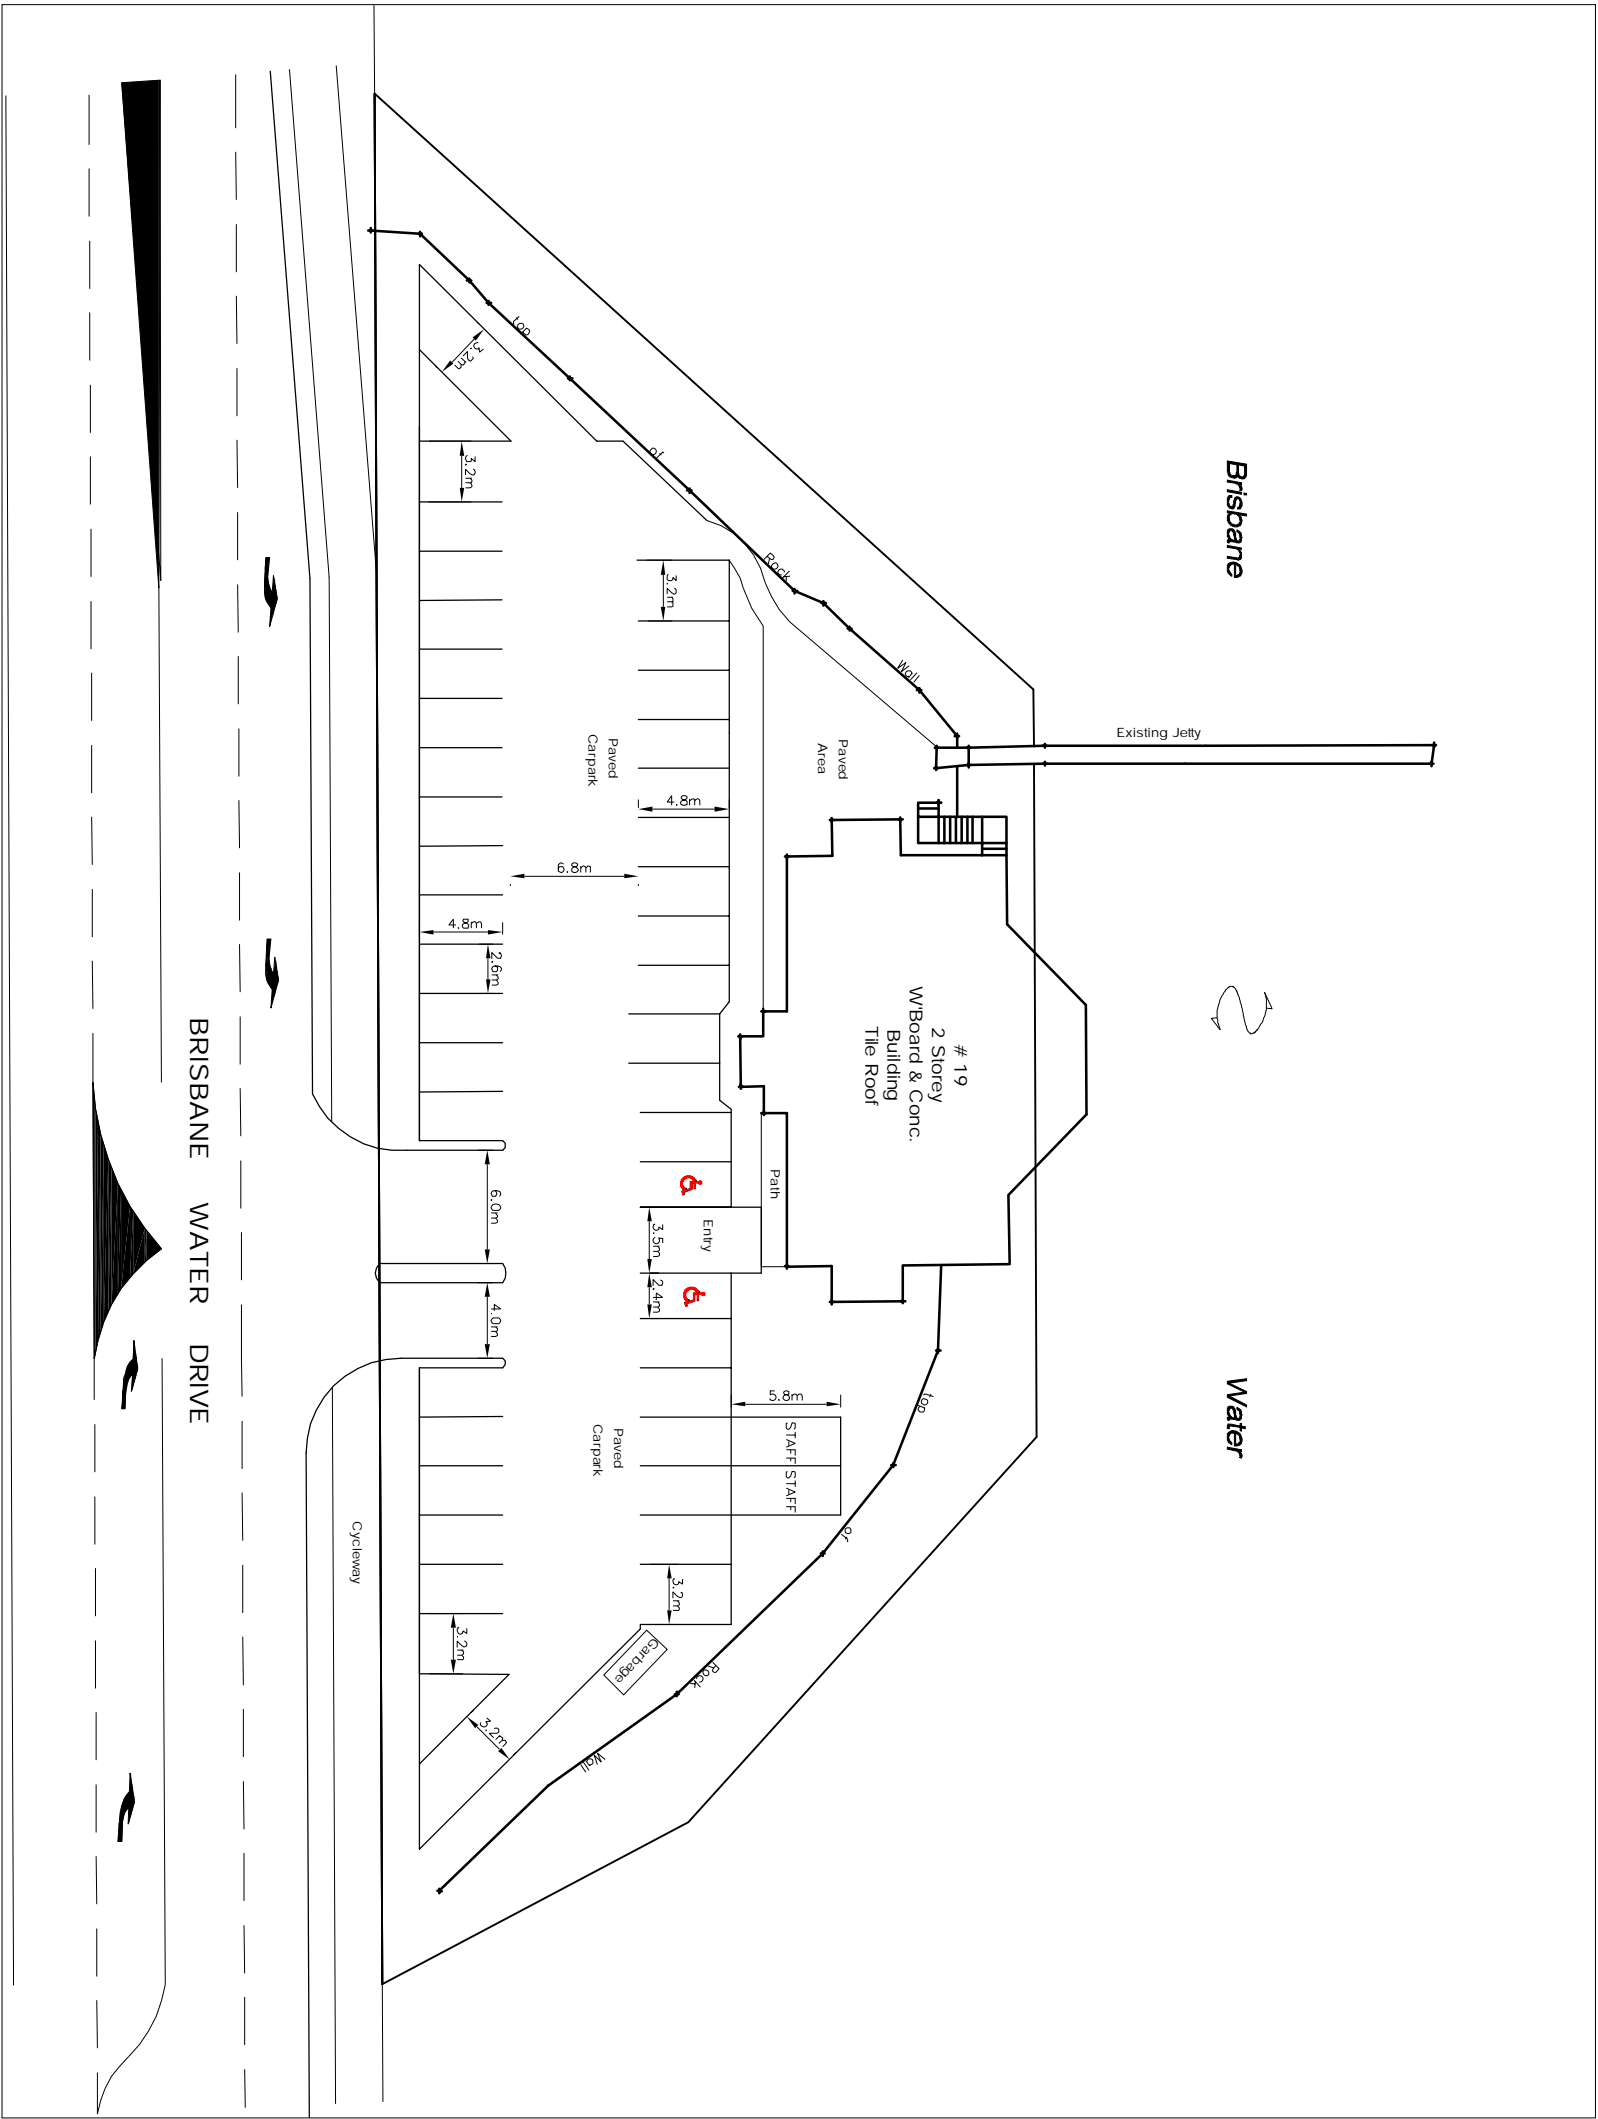 Brisbane
Water
Existing Jetty
top
of
Rock
Wall
3.2m
3.2m
3.2m
Paved
Carpark
Paved
Area
4.8m
6.8m
4.8m
2.6m
# 19
2 Storey
W'Board & Conc.
Building
Tile Roof
Path
Entry
6.0m
3.5m
2.4m
4.0m
5.8m
STAFF STAFF
top
of
Rock
Wall
Paved
Carpark
3.2m
3.2m
3.2m
Garbage
Cycleway
BRISBANE WATER DRIVE